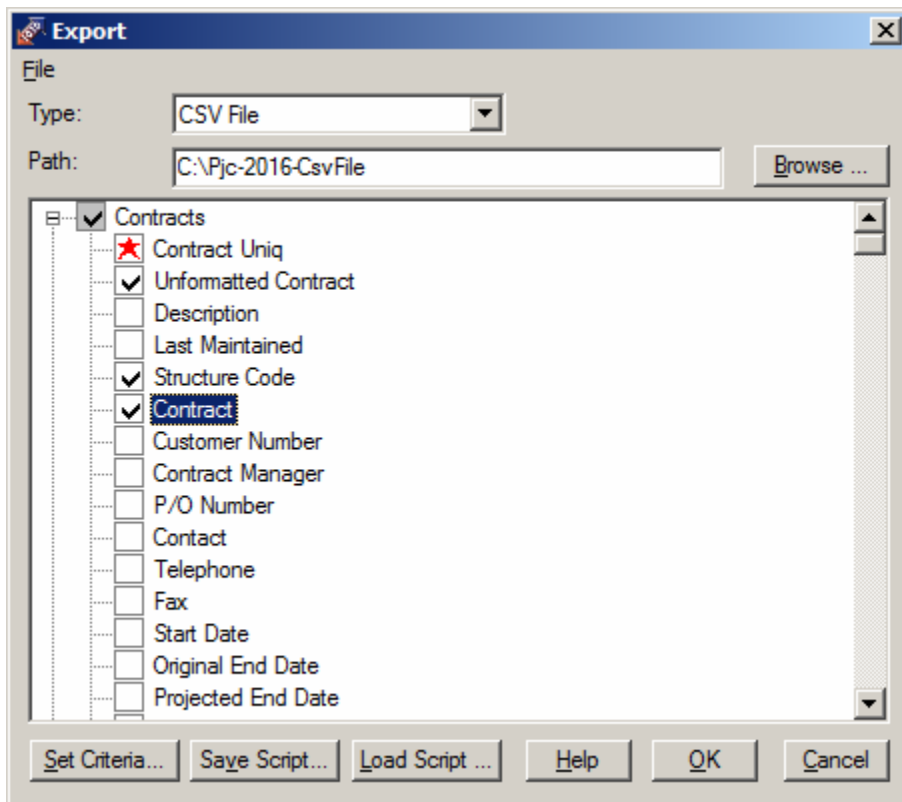 Export
File
Type: CSV File
Path: C:\Pjc-2016-CsvFile Browse ...
Contracts
Contract Uniq
Unformatted Contract
Description
Last Maintained
Structure Code
Contract
Customer Number
Contract Manager
P/O Number
Contact
Telephone
Fax
Start Date
Original End Date
Projected End Date
Set Criteria... Save Script... Load Script ... Help OK Cancel